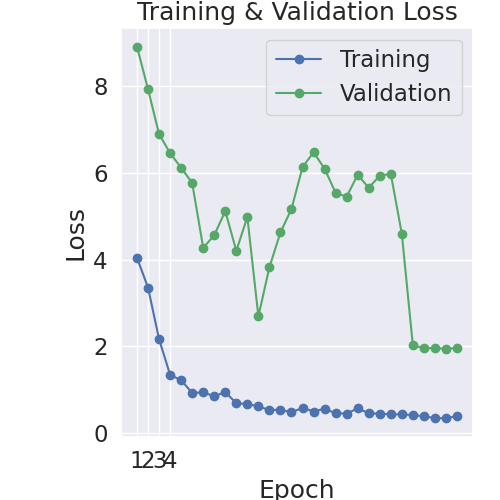 Training & Validation Loss
Training
Validation
Loss
8
6
4
2
0
1234
Epoch